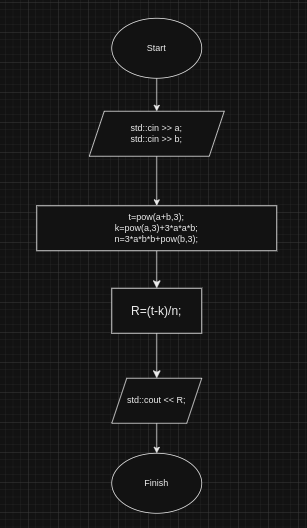 Start
std::cin >> a;
std::cin >> b;
t=pow(a+b,3);
k=pow(a,3)+3*a*a*b;
n=3*a*b*b+pow(b,3);
R=(t-k)/n;
std::cout << R;
Finish